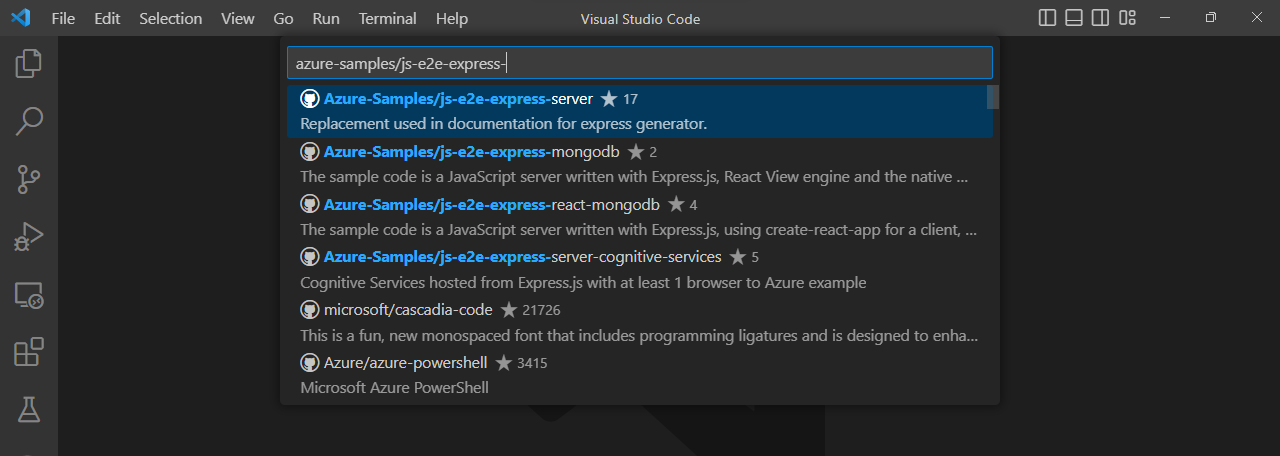 File Edit Selection View Go Run Terminal Help Visual Studio Code
azure-samples/js-e2e-express-
Azure-Samples/js-e2e-express-server ★ 17
Replacement used in documentation for express generator.
Azure-Samples/js-e2e-express-mongodb ★ 2
The sample code is a JavaScript server written with Express.js, React View engine and the native ...
Azure-Samples/js-e2e-express-react-mongodb ★ 4
The sample code is a JavaScript server written with Express.js, using create-react-app for a client, ...
Azure-Samples/js-e2e-express-server-cognitive-services ★ 5
Cognitive Services hosted from Express.js with at least 1 browser to Azure example
microsoft/cascadia-code ★ 21726
This is a fun, new monospaced font that includes programming ligatures and is designed to enha...
Azure/azure-powershell ★ 3415
Microsoft Azure PowerShell